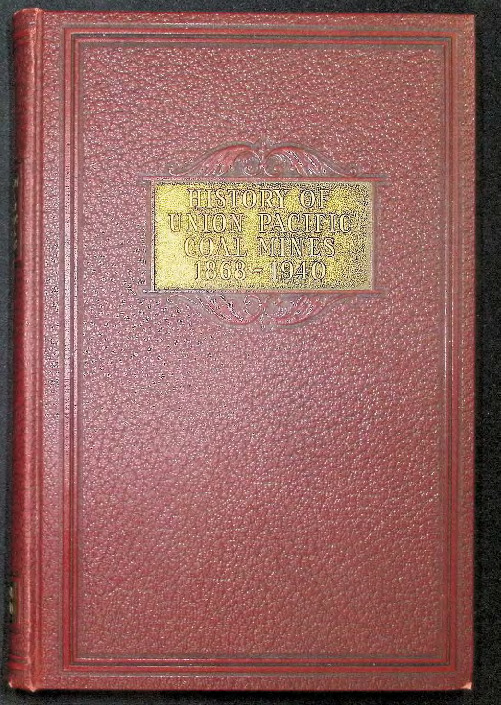 HISTORY OF
UNION PACIFIC
COAL MINES
1868-1940